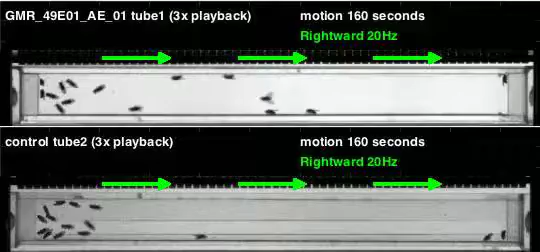 GMR_49E01_AE_01 tube1 (3x playback) motion 160 seconds
Rightward 20Hz
control tube2 (3x playback) motion 160 seconds
Rightward 20Hz